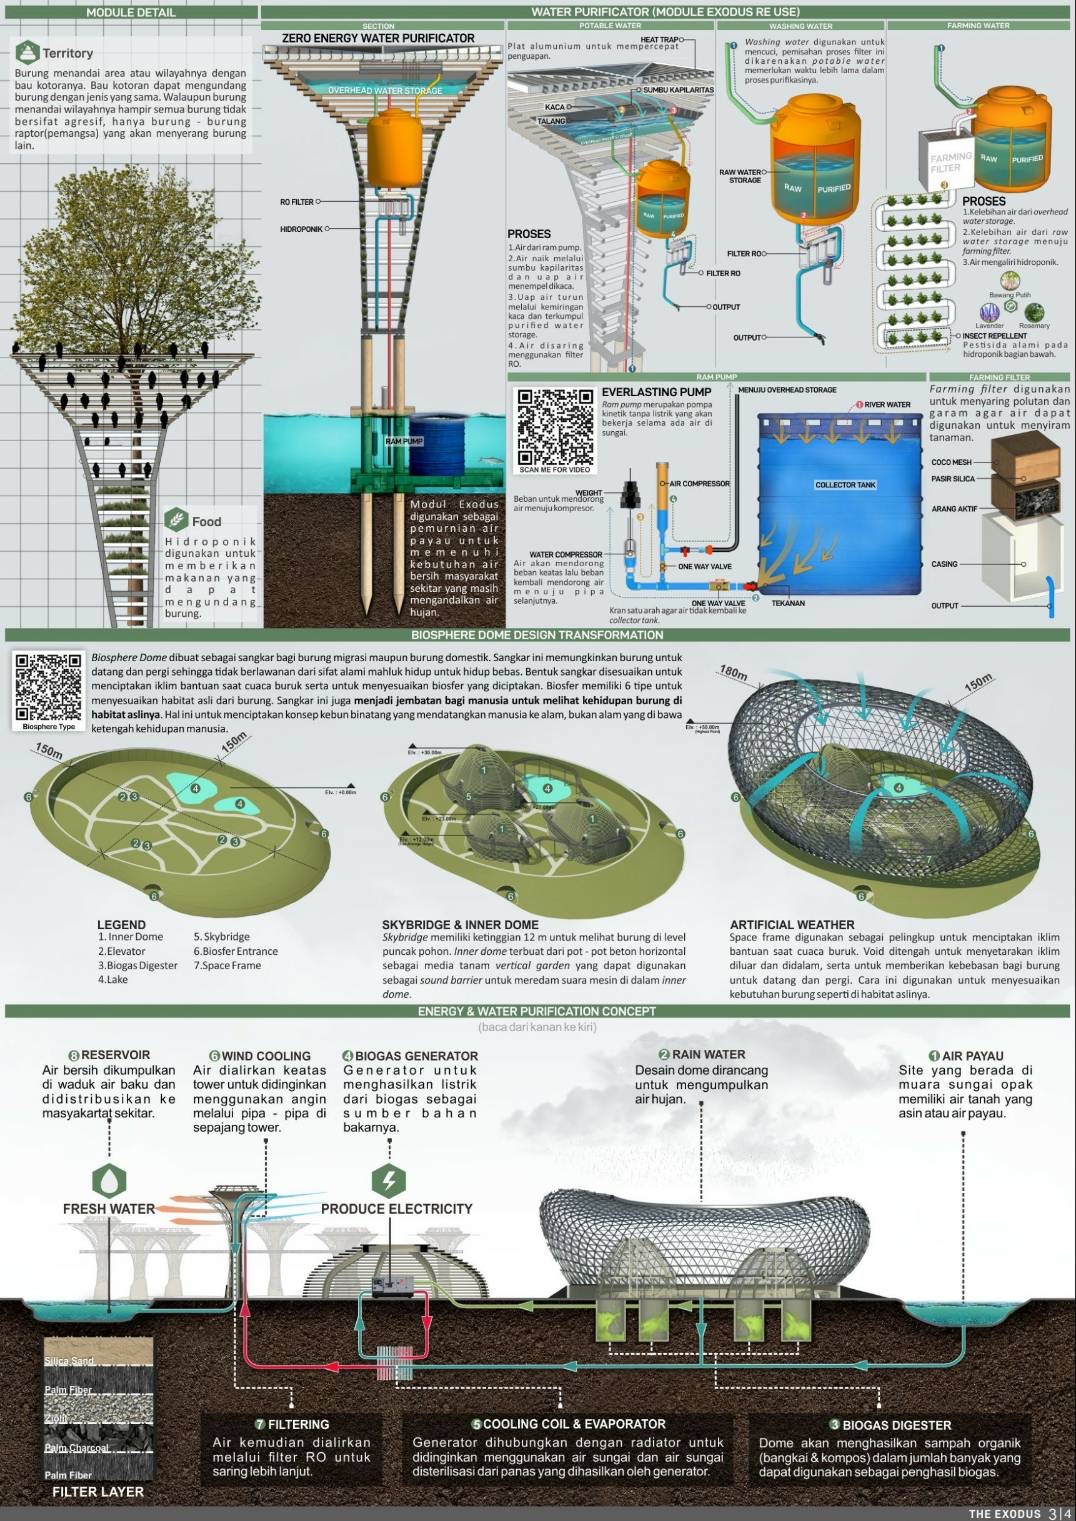 MODULE DETAIL
Territory
Burung menandai area atau wilayahnya dengan
bau kotoranya. Bau kotoran dapat mengundang
burung dengan jenis yang sama. Walaupun burung
menandai wilayahnya hampir semua burung tidak
bersifat agresif, hanya burung - burung
raptor(pemangsa) yang akan menyerang burung
lain.
Food
Hidroponik
digunakan untuk
memberikan
makanan yang
dapat
mengundang
burung.
WATER PURIFICATOR (MODULE EXODUS RE USE)
SECTION
ZERO ENERGY WATER PURIFICATOR
OVERHEAD WATER STORAGE
RO FILTER
HIDROPONIK
RAM PUMP
Modul Exodus
digunakan sebagai
pemurnian air
payau untuk
memenuhi
kebutuhan air
bersih masyarakat
sekitar yang masih
mengandalkan air
hujan.
POTABLE WATER
HEAT TRAP
Plat alumunium untuk mempercepat
penguapan.
SUMBU KAPILARITAS
KACA
TALANG
RAW
PURIFIED
PROSES
1.Air dari ram pump.
2.Air naik melalui
sumbu kapilaritas
dan uap air
menempel dikaca.
3.Uap air turun
melalui kemiringan
kaca dan terkumpul
purified water
storage.
4.Air disaring
menggunakan filter
RO.
FILTER RO
OUTPUT
WASHING WATER
Washing water digunakan untuk
mencuci, pemisahan proses filter ini
dikarenakan potable water
memerlukan waktu lebih lama dalam
proses purifikasinya.
RAW WATER
STORAGE
RAW
PURIFIED
FILTER RO
OUTPUT
FARMING WATER
FARMING
FILTER
RAW
PURIFIED
PROSES
1.Kelebihan air dari overhead
water storage.
2.Kelebihan air dari raw
water storage menuju
farming filter.
3.Air mengaliri hidroponik.
Bawang Putih
Lavender
Rosemary
INSECT REPELLENT
Pestisida alami pada
hidroponik bagian bawah.
RAM PUMP
SCAN ME FOR VIDEO
EVERLASTING PUMP
Ram pump merupakan pompa
kinetik tanpa listrik yang akan
bekerja selama ada air di
sungai.
MENUJU OVERHEAD STORAGE
1 RIVER WATER
COLLECTOR TANK
WEIGHT
Beban untuk mendorong
air menuju kompresor.
AIR COMPRESSOR
WATER COMPRESSOR
Air akan mendorong
beban keatas lalu beban
kembali mendorong air
menuju pipa
selanjutnya.
ONE WAY VALVE
ONE WAY VALVE
Kran satu arah agar air tidak kembali ke
collector tank.
TEKANAN
FARMING FILTER
Farming filter digunakan
untuk menyaring polutan dan
garam agar air dapat
digunakan untuk menyiram
tanaman.
COCO MESH
PASIR SILICA
ARANG AKTIF
CASING
OUTPUT
BIOSPHERE DOME DESIGN TRANSFORMATION
Biosphere Type
Biosphere Dome dibuat sebagai sangkar bagi burung migrasi maupun burung domestik. Sangkar ini memungkinkan burung untuk
datang dan pergi sehingga tidak berlawanan dari sifat alami mahluk hidup untuk hidup bebas. Bentuk sangkar disesuaikan untuk
menciptakan iklim bantuan saat cuaca buruk serta untuk menyesuaikan biosfer yang diciptakan. Biosfer memiliki 6 tipe untuk
menyesuaikan habitat asli dari burung. Sangkar ini juga menjadi jembatan bagi manusia untuk melihat kehidupan burung di
habitat aslinya. Hal ini untuk menciptakan konsep kebun binatang yang mendatangkan manusia ke alam, bukan alam yang di bawa
ketengah kehidupan manusia.
150m
150m
Elv. : +0.00m
Elv. : +30.00m
180m
150m
Elv. : +50.00m
(Highest Point)
LEGEND
1. Inner Dome
2.Elevator
3.Biogas Digester
4.Lake
5. Skybridge
6.Biosfer Entrance
7.Space Frame
SKYBRIDGE & INNER DOME
Skybridge memiliki ketinggian 12 m untuk melihat burung di level
puncak pohon. Inner dome terbuat dari pot - pot beton horizontal
sebagai media tanam vertical garden yang dapat digunakan
sebagai sound barrier untuk meredam suara mesin di dalam inner
dome.
ARTIFICIAL WEATHER
Space frame digunakan sebagai pelingkup untuk menciptakan iklim
bantuan saat cuaca buruk. Void ditengah untuk menyetarakan iklim
diluar dan didalam, serta untuk memberikan kebebasan bagi burung
untuk datang dan pergi. Cara ini digunakan untuk menyesuaikan
kebutuhan burung seperti di habitat aslinya.
ENERGY & WATER PURIFICATION CONCEPT
(baca dari kanan ke kiri)
8 RESERVOIR
Air bersih dikumpulkan
di waduk air baku dan
didistribusikan ke
masyakartat sekitar.
6 WIND COOLING
Air dialirkan keatas
tower untuk didinginkan
menggunakan angin
melalui pipa - pipa di
sepajang tower.
4 BIOGAS GENERATOR
Generator untuk
menghasilkan listrik
dari biogas sebagai
sumber bahan
bakarnya.
2 RAIN WATER
Desain dome dirancang
untuk mengumpulkan
air hujan.
1 AIR PAYAU
Site yang berada di
muara sungai opak
memiliki air tanah yang
asin atau air payau.
FRESH WATER
PRODUCE ELECTRICITY
Silica Sand
Palm Fiber
Ziolit
Palm Charcoal
Palm Fiber
FILTER LAYER
7 FILTERING
Air kemudian dialirkan
melalui filter RO untuk
saring lebih lanjut.
5 COOLING COIL & EVAPORATOR
Generator dihubungkan dengan radiator untuk
didinginkan menggunakan air sungai dan air sungai
disterilisasi dari panas yang dihasilkan oleh generator.
3 BIOGAS DIGESTER
Dome akan menghasilkan sampah organik
(bangkai & kompos) dalam jumlah banyak yang
dapat digunakan sebagai penghasil biogas.
THE EXODUS 3|4